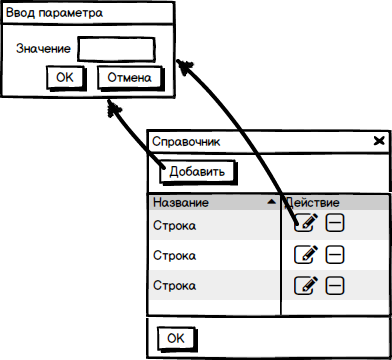 Ввод параметра
Значение
OK Отмена
Справочник
Добавить
Название Действие
Строка
Строка
Строка
OK